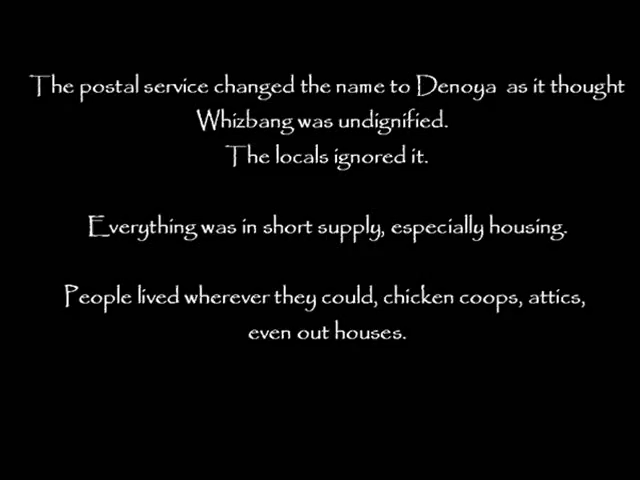 The postal service changed the name to Denoya as it thought
Whizbang was undignified.
The locals ignored it.
Everything was in short supply, especially housing.
People lived wherever they could, chicken coops, attics,
even out houses.